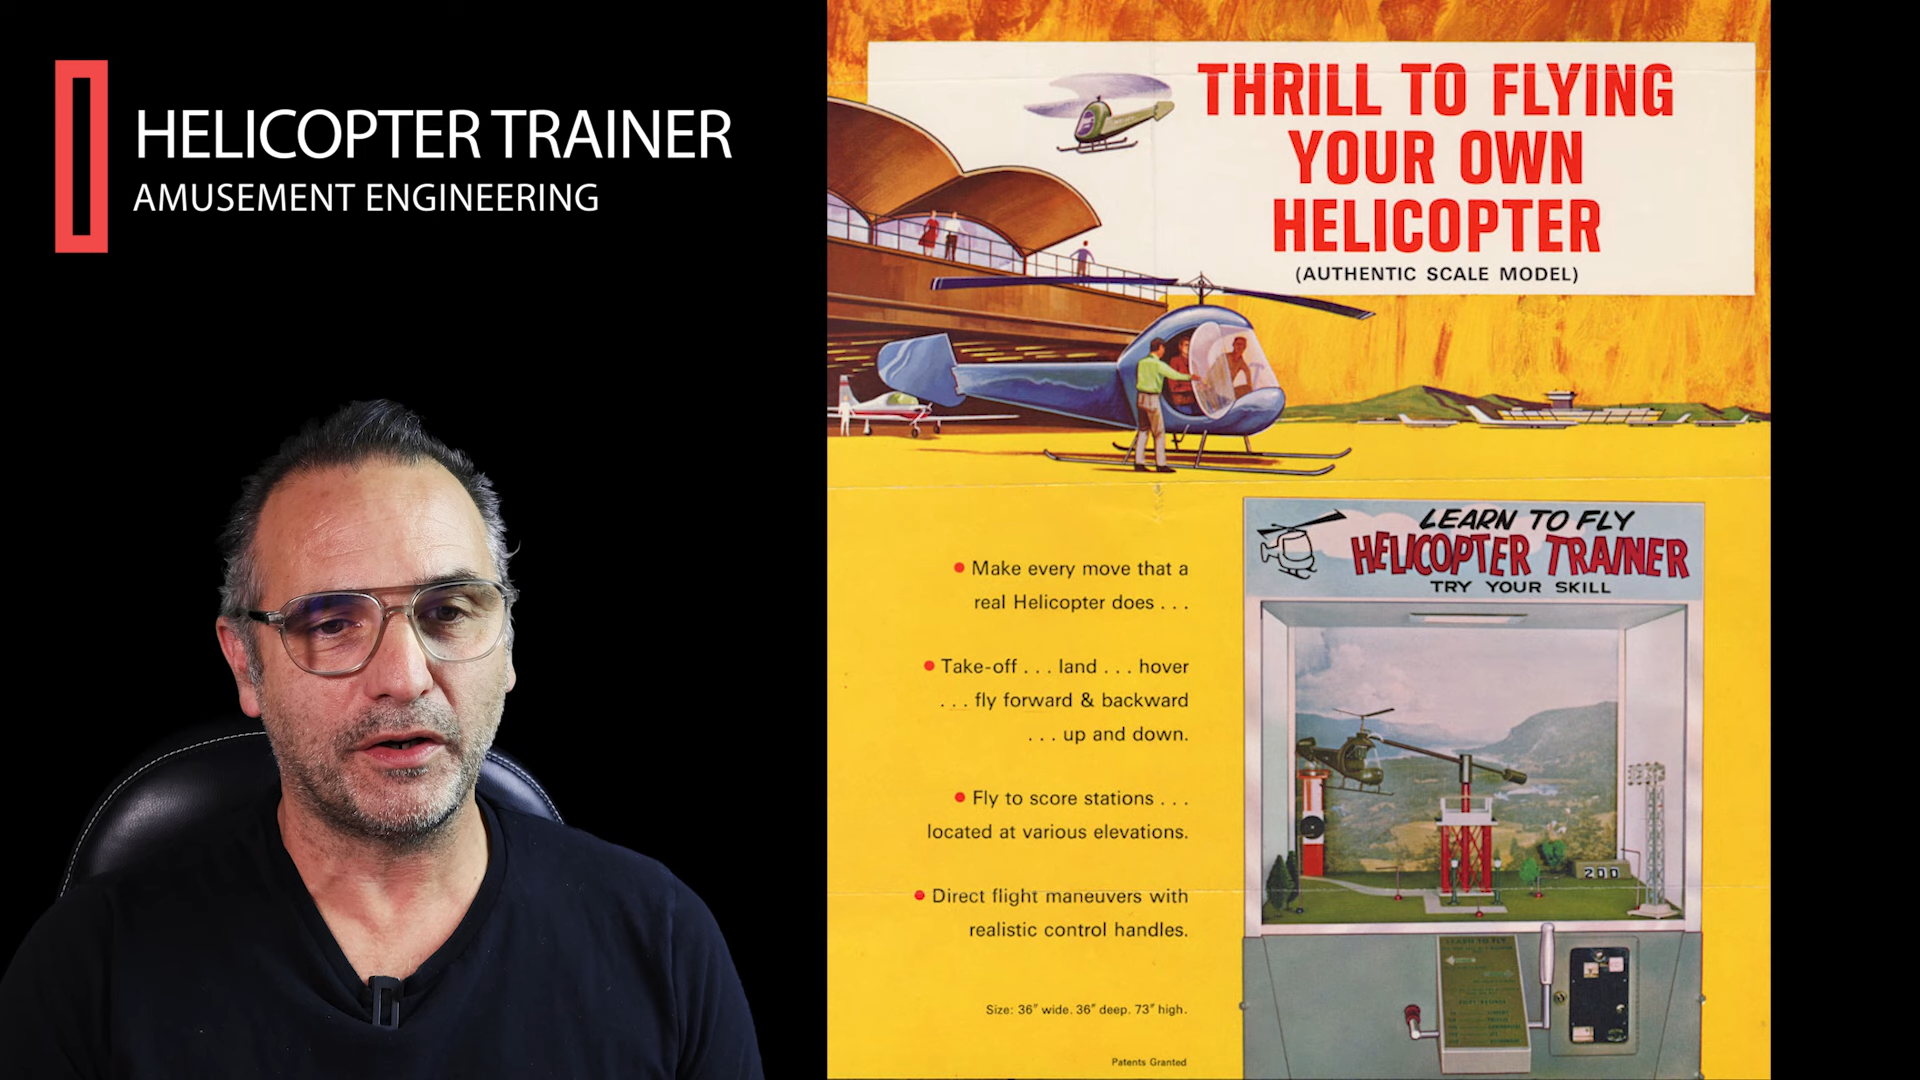 HELICOPTER TRAINER
AMUSEMENT ENGINEERING
THRILL TO FLYING
YOUR OWN
HELICOPTER
(AUTHENTIC SCALE MODEL)
• Make every move that a
real Helicopter does . . .
• Take-off . . . land . . . hover
. . . fly forward & backward
. . . up and down.
• Fly to score stations . . .
located at various elevations.
• Direct flight maneuvers with
realistic control handles.
Size: 36" wide. 36" deep. 73" high.
Patents Granted
LEARN TO FLY
HELICOPTER TRAINER
TRY YOUR SKILL
200
LEARN TO FLY